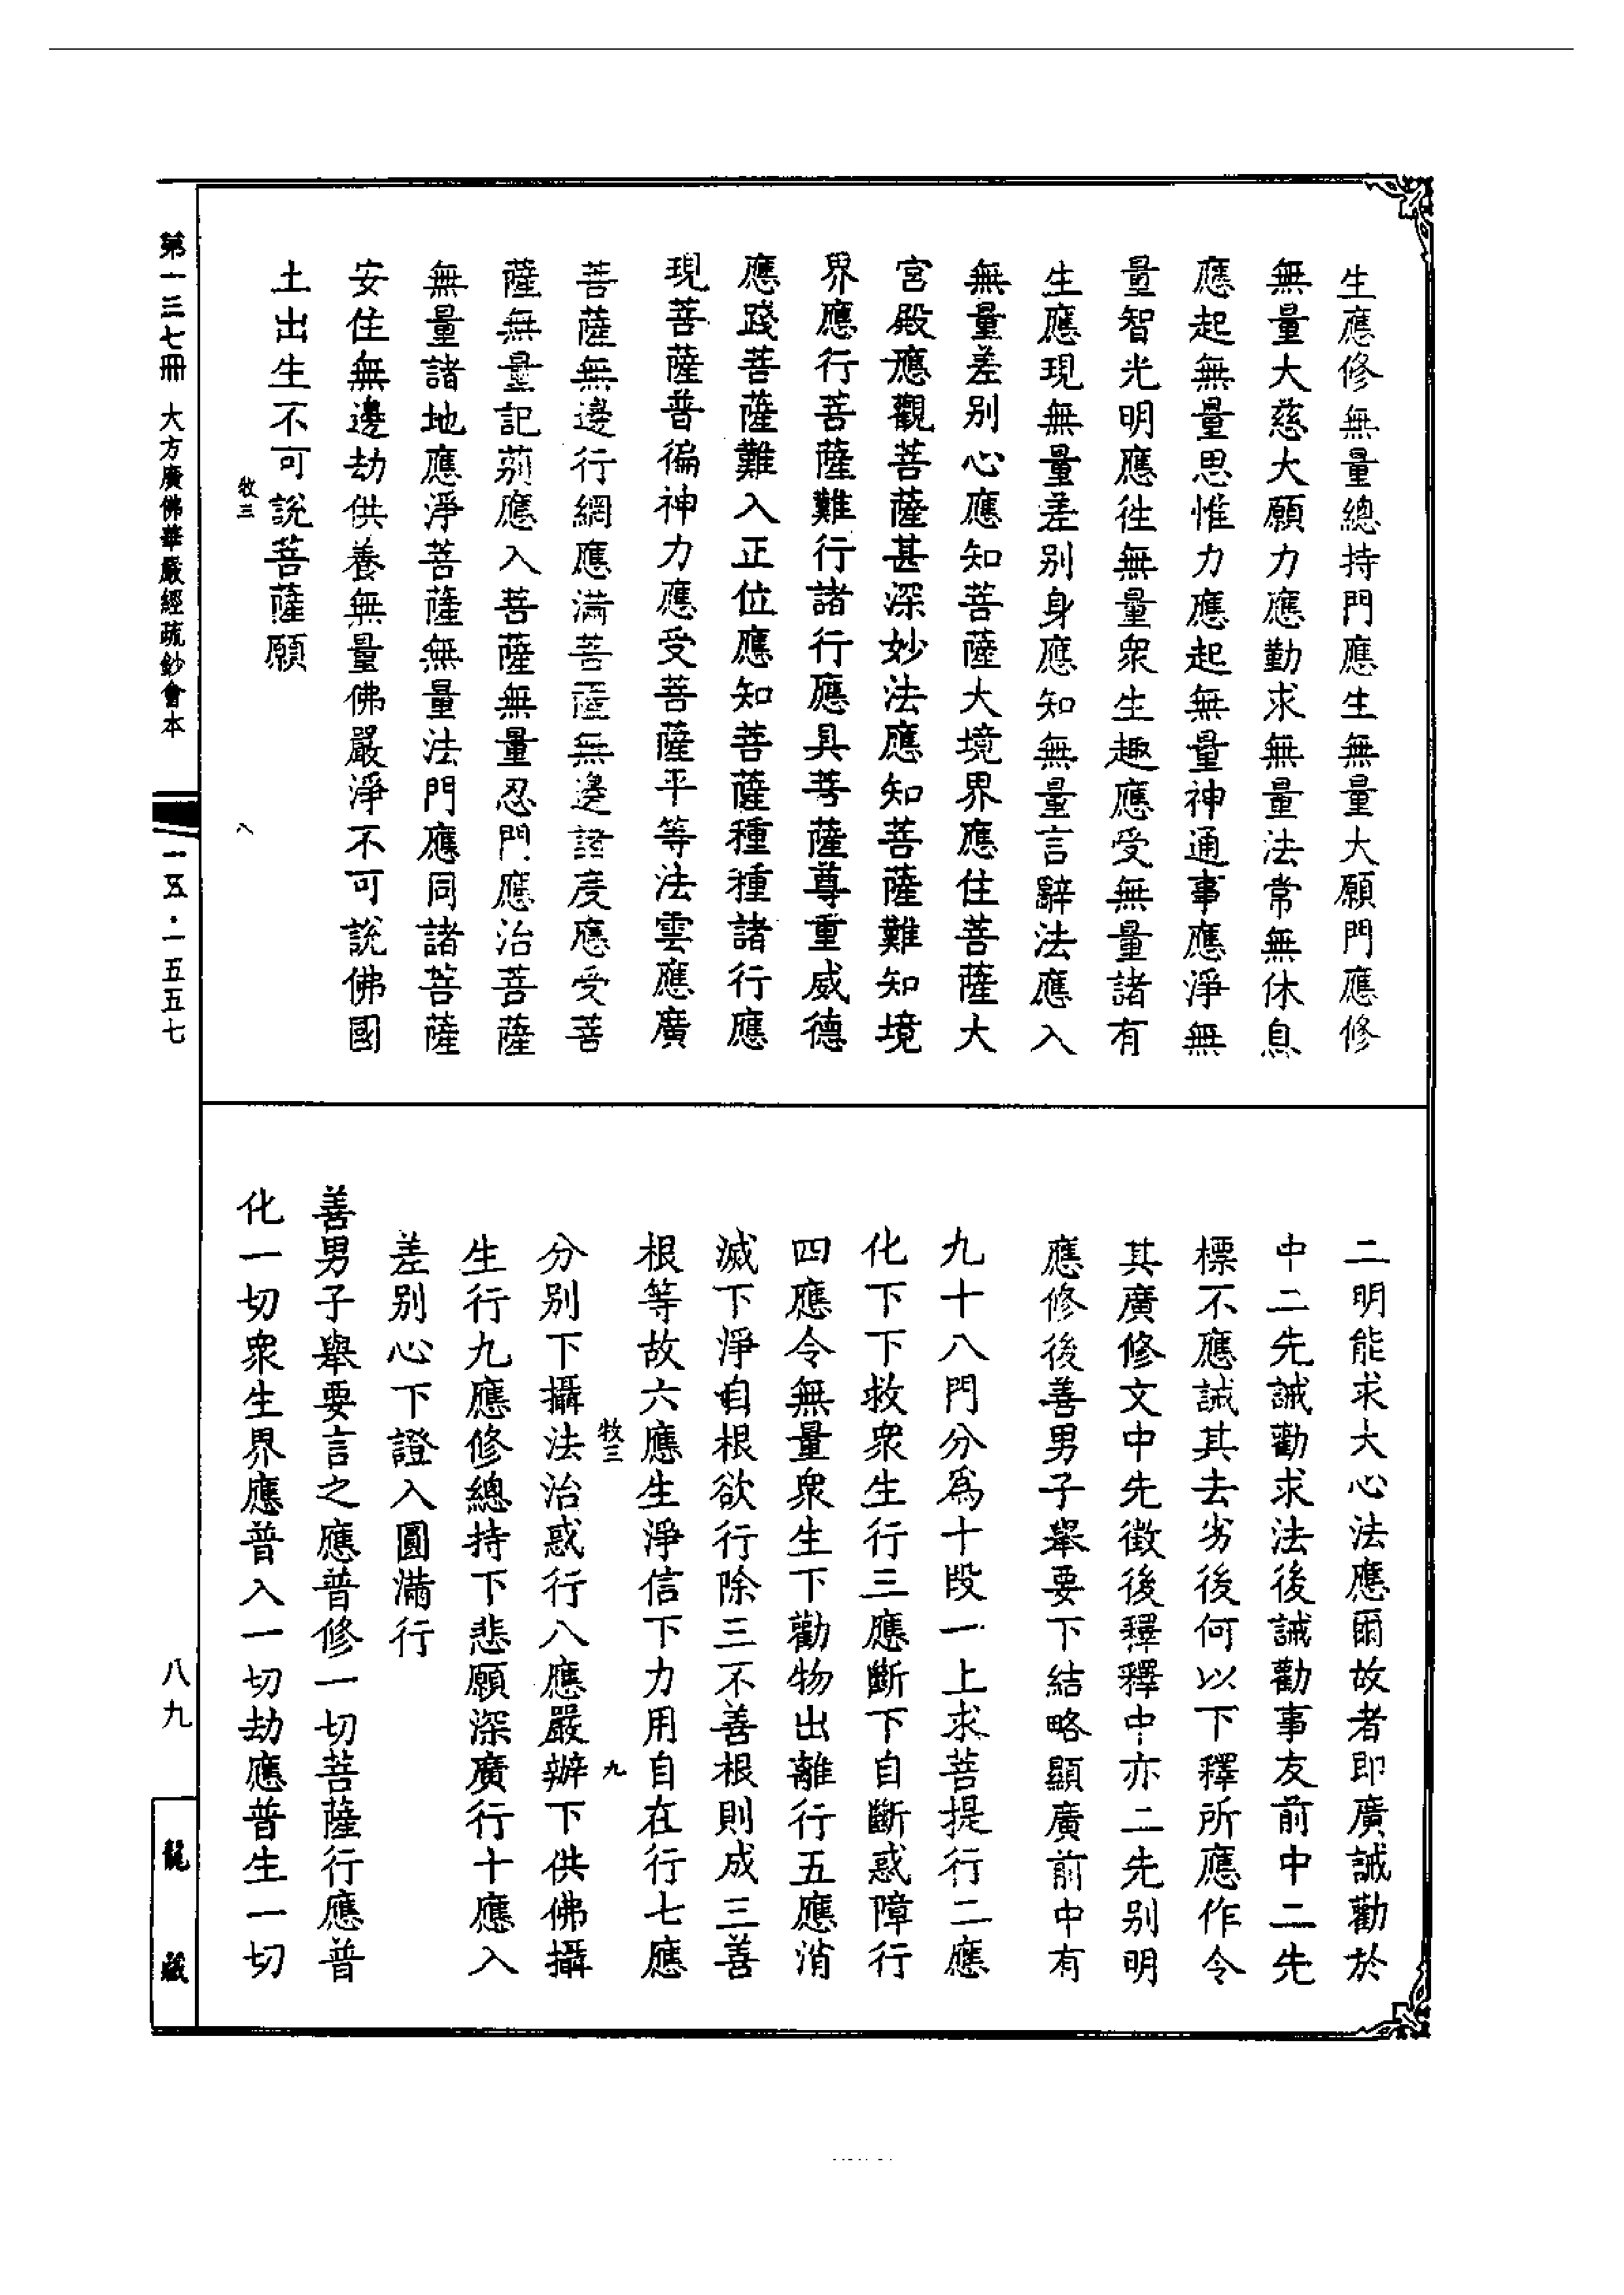 生應修無量總持門應生無量大願門應修
無量大慈大願力應勤求無量法常無休息
應起無量思惟力應起無量神通事應淨無
量智光明應往無量衆生趣應受無量諸有
生應現無量差别身應知無量言辭法應入
無量差别心應知菩薩大境界應住菩薩大
宮殿應觀菩薩甚深妙法應知菩薩難知境
界應行菩薩難行諸行應具菩薩尊重威德
應踐菩薩難入正位應知菩薩種種諸行應
現菩薩普徧神力應受菩薩平等法雲應廣
菩薩無邊行網應滿菩薩無邊諸度應受菩
薩無量記莂應入菩薩無量忍門應治菩薩
無量諸地應淨菩薩無量法門應同諸菩薩
安住無邊劫供養無量佛嚴淨不可說佛國
土出生不可說菩薩願
牧三
八
二明能求大心法應爾故者即廣誡勸於
中二先誡勸求法後誡勸事友前中二先
標不應誡其去劣後何以下釋所應作令
其廣修文中先徵後釋釋中亦二先别明
應修後善男子舉要下結略顯廣前中有
九十八門分爲十段一上求菩提行二應
化下下救衆生行三應斷下自斷惑障行
四應令無量衆生下勸物出離行五應消
滅下淨自根欲行除三不善根則成三善
根等故六應生淨信下力用自在行七應
牧三
九
分别下攝法治惑行八應嚴辦下供佛攝
生行九應修總持下悲願深廣行十應入
差别心下證入圓滿行
善男子舉要言之應普修一切菩薩行應普
化一切衆生界應普入一切劫應普生一切
第一三七冊
大方廣佛華嚴經疏鈔會本
一五·一五五七
八九
龍藏